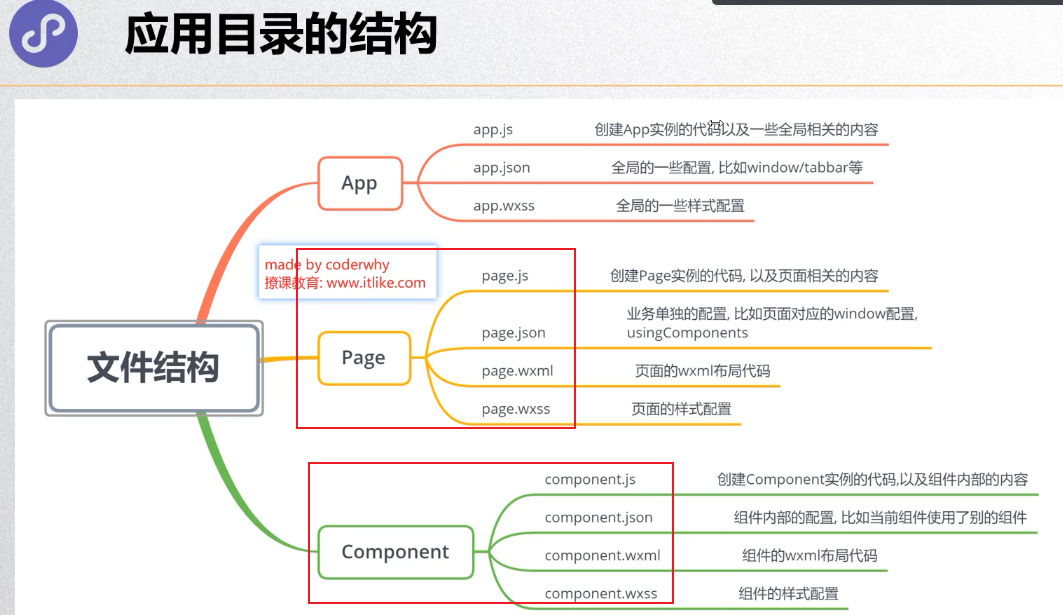 应用目录的结构
app.js 创建App实例的代码以及一些全局相关的内容
App
app.json 全局的一些配置, 比如window/tabbar等
app.wxss 全局的一些样式配置
made by coderwhy
撩课教育: www.itlike.com
page.js 创建Page实例的代码, 以及页面相关的内容
业务单独的配置, 比如页面对应的window配置,
page.json usingComponents
文件结构
Page
page.wxml 页面的wxml布局代码
page.wxss 页面的样式配置
component.js 创建Component实例的代码,以及组件内部的内容
component.json 组件内部的配置, 比如当前组件使用了别的组件
Component
component.wxml 组件的wxml布局代码
component.wxss 组件的样式配置